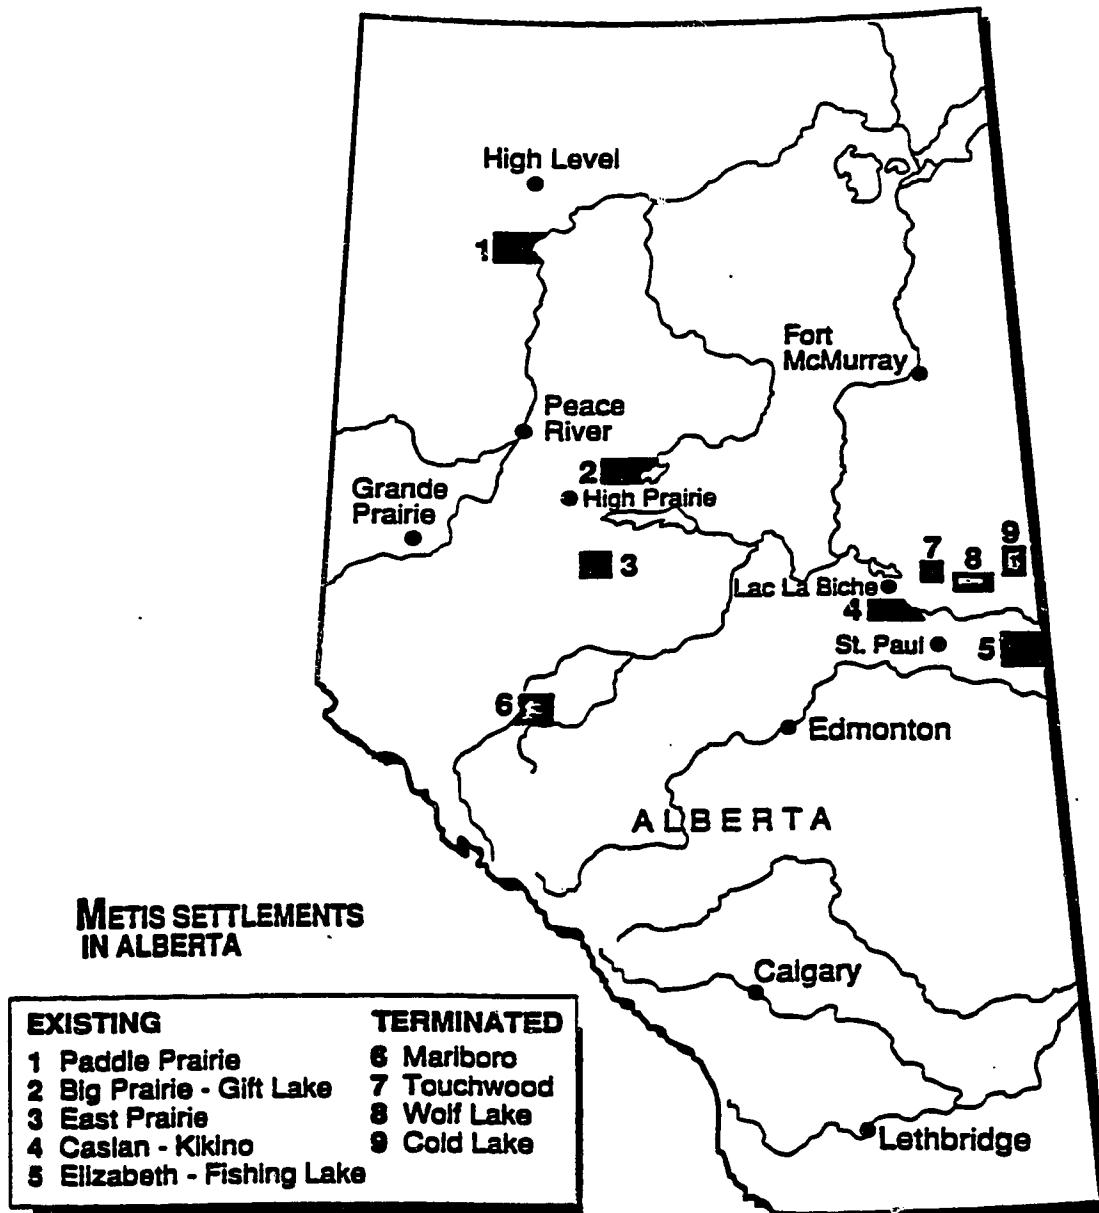 High Level
1
Fort
McMurray
Peace
River
2
High Prairie
Grande
Prairie
3
7
8
9
Lac La Biche
4
St. Paul
5
6
Edmonton
ALBERTA
METIS SETTLEMENTS
IN ALBERTA
Calgary
Lethbridge
EXISTING
1 Paddle Prairie
2 Big Prairie - Gift Lake
3 East Prairie
4 Caslan - Kikino
5 Elizabeth - Fishing Lake
TERMINATED
6 Marlboro
7 Touchwood
8 Wolf Lake
9 Cold Lake